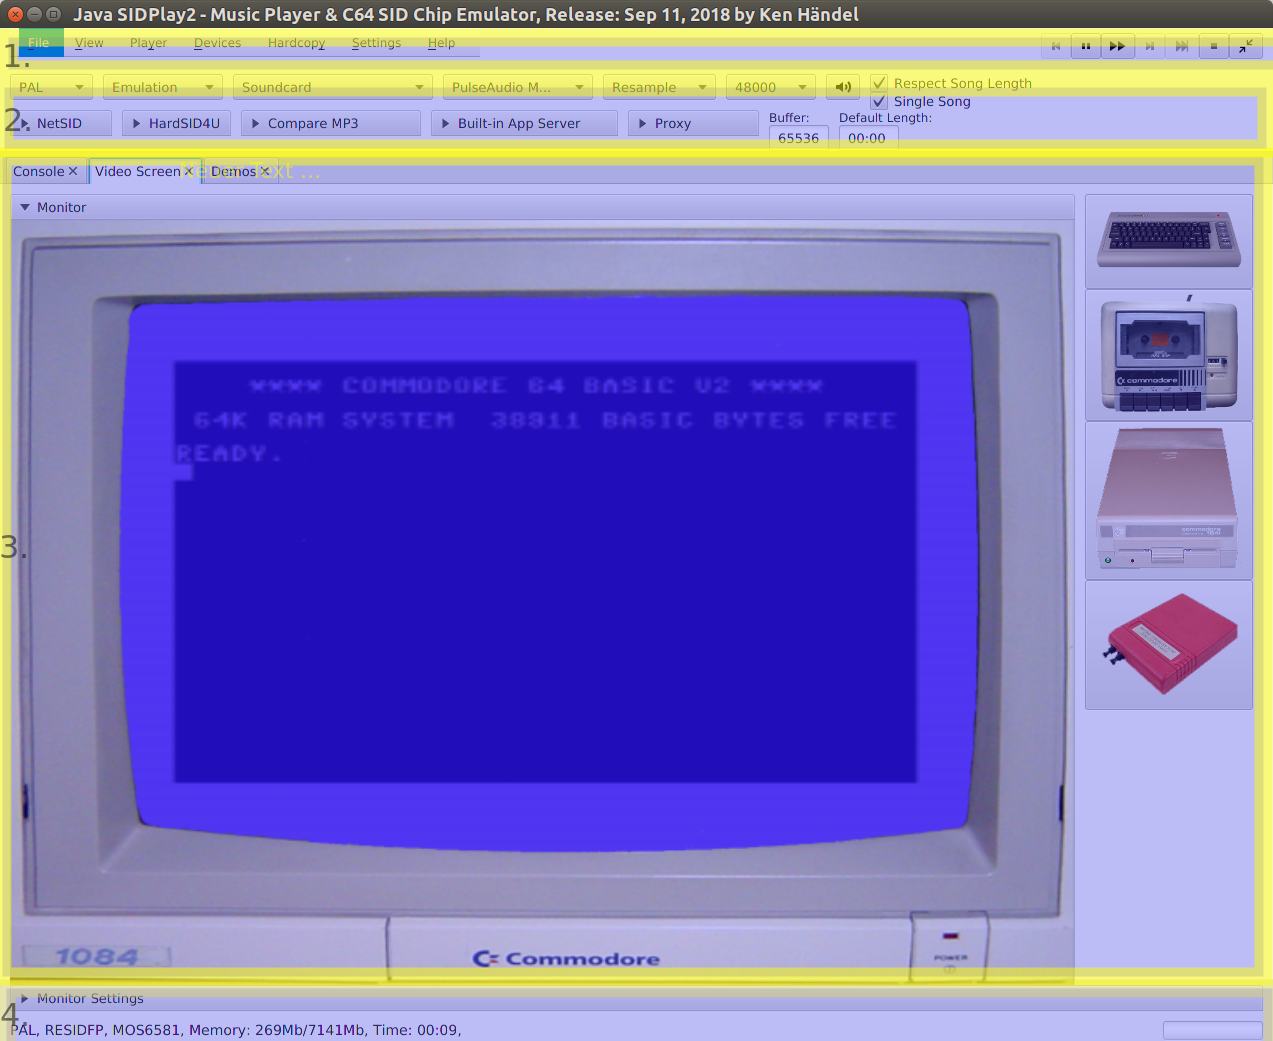 Java SIDPlay2 - Music Player & C64 SID Chip Emulator, Release: Sep 11, 2018 by Ken Händel
File View Player Devices Hardcopy Settings Help
1.
PAL Emulation Soundcard PulseAudio M... Resample 48000 Respect Song Length
Single Song
2.
NetSID HardSID4U Compare MP3 Built-in App Server Proxy Buffer: Default Length:
65536 00:00
Console Video Screen Demos
Text ...
Monitor
**** COMMODORE 64 BASIC V2 ****
64K RAM SYSTEM 38911 BASIC BYTES FREE
READY.
commodore
commodore
3.
1084 Commodore POWER
Monitor Settings
4.
PAL, RESIDFP, MOS6581, Memory: 269Mb/7141Mb, Time: 00:09,